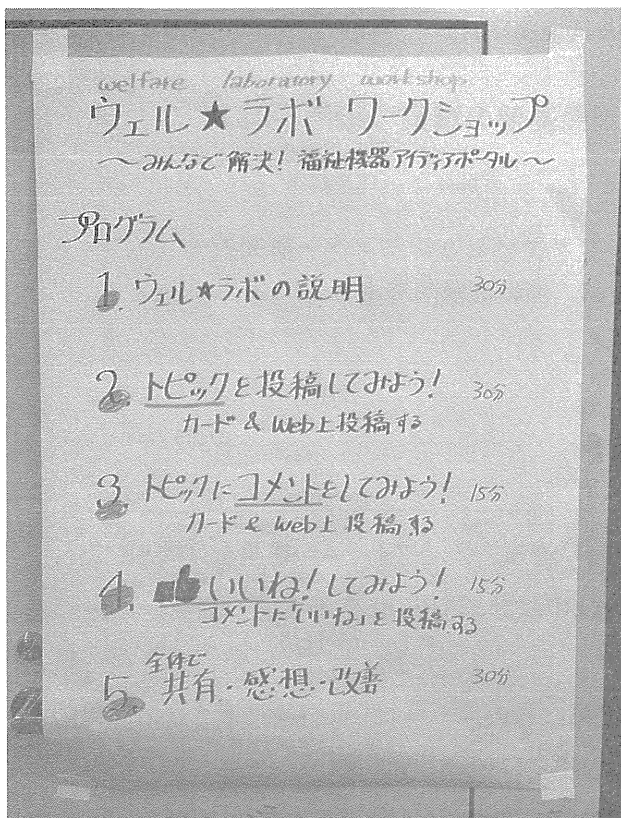 welfare laboratory workshop
ウェル★ラボ ワークショップ
〜みんなで解決！福祉機器アイディアポータル〜
プログラム
1. ウェル★ラボの説明 30分
2. トピックを投稿してみよう！ 30分
カード & Web上投稿する
3. トピックにコメントをしてみよう！ 15分
カード & Web上投稿する
4. 👍いいね！してみよう！ 15分
コメントに「いいね」を投稿する
全体で
5. 共有・感想・改善 30分